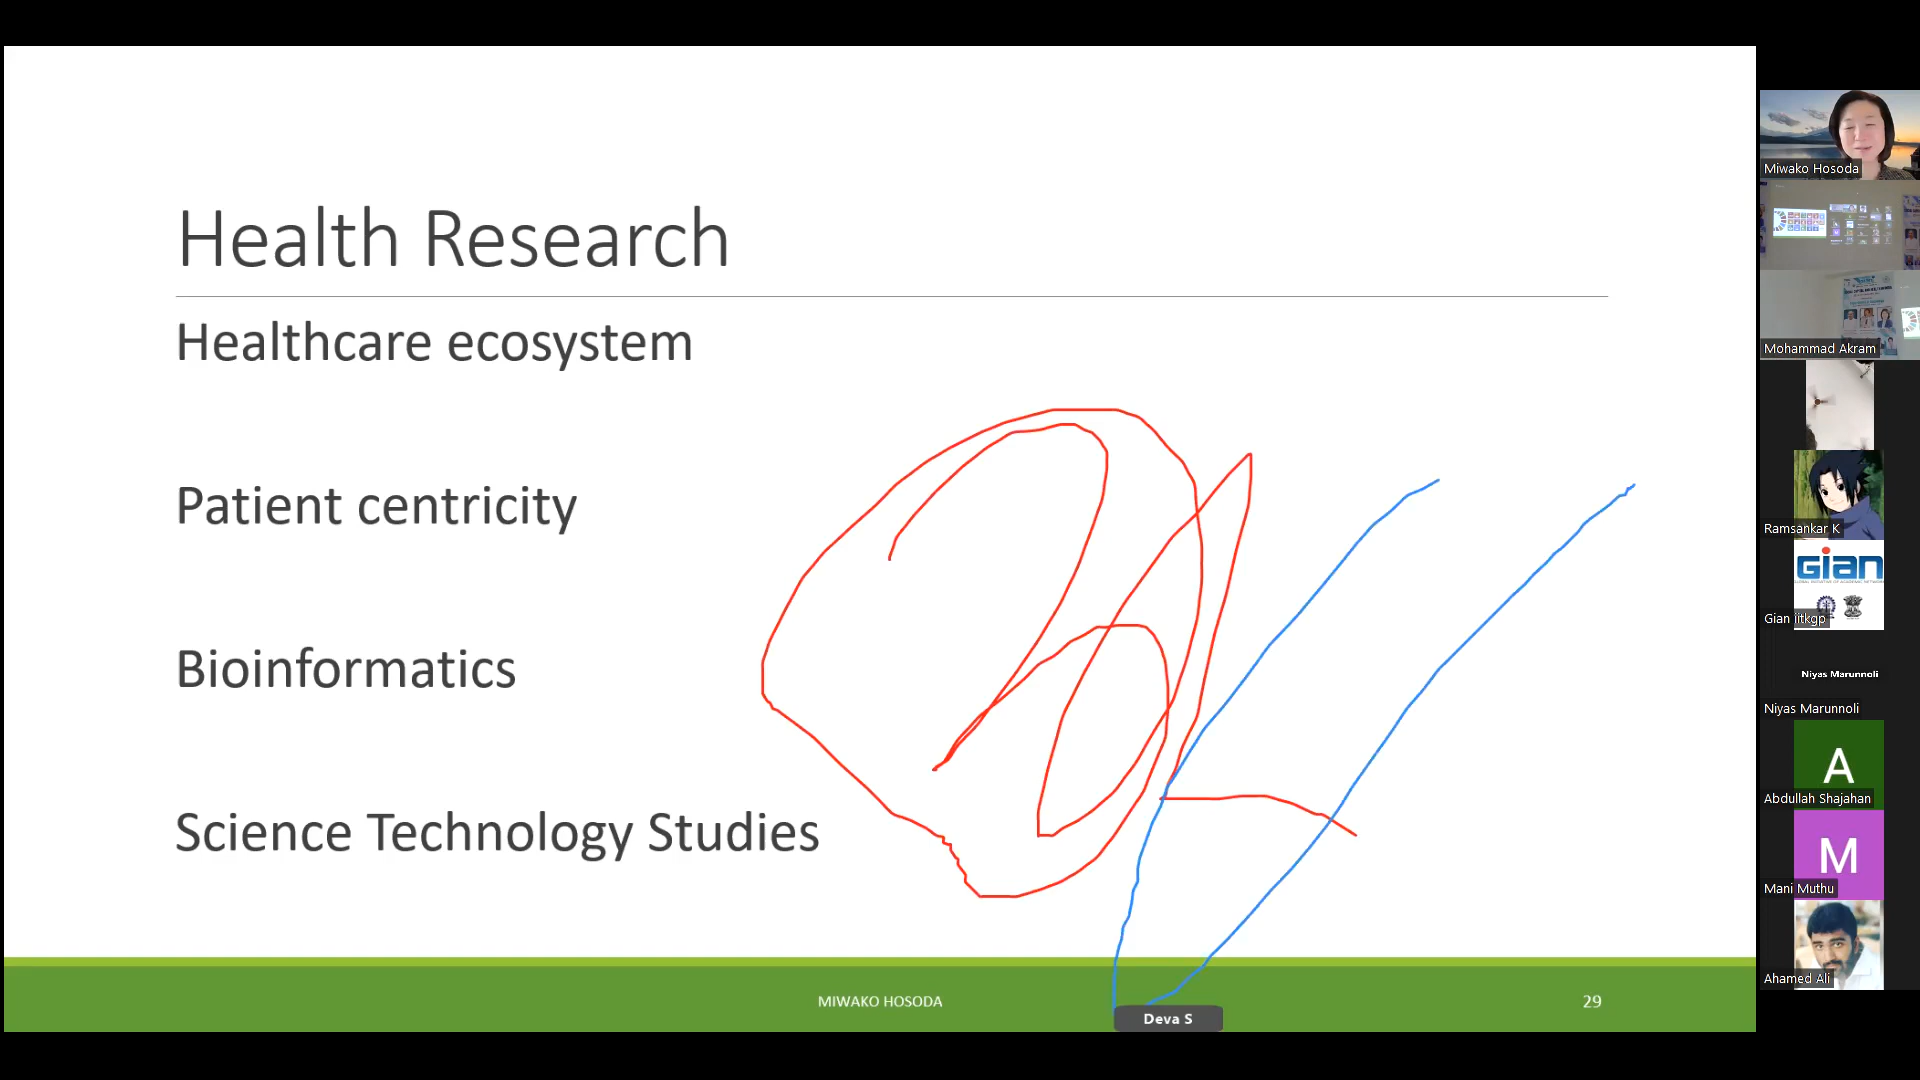 Health Research
Healthcare ecosystem
Patient centricity
Bioinformatics
Science Technology Studies
MIWAKO HOSODA
29
Deva S
Miwako Hosoda
Mohammad Akram
Ramsankar K
Gian
Gian iitkgp
Niyas Marunnoli
Niyas Marunnoli
A
Abdullah Shajahan
M
Mani Muthu
Ahamed Ali